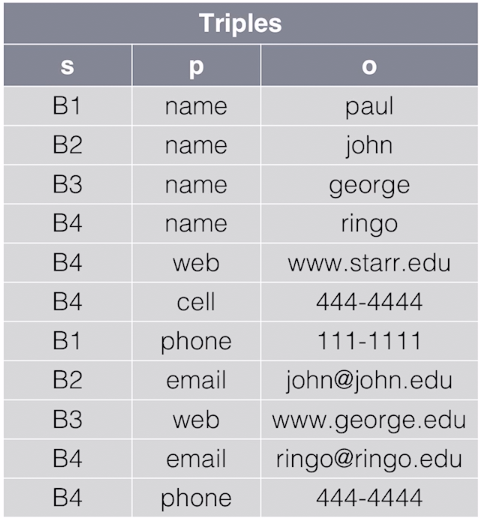 Triples
s p o
B1 name paul
B2 name john
B3 name george
B4 name ringo
B4 web www.starr.edu
B4 cell 444-4444
B1 phone 111-1111
B2 email john@john.edu
B3 web www.george.edu
B4 email ringo@ringo.edu
B4 phone 444-4444